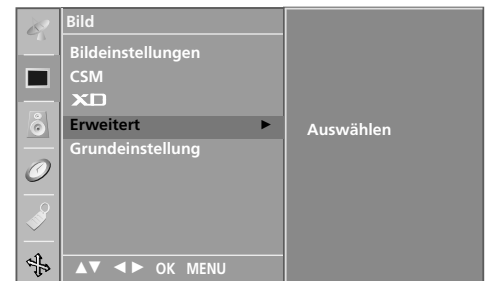 Bild
Bildeinstellungen
CSM
XD
Erweitert ►
Auswählen
Grundeinstellung
▲▼ ◄► OK MENU